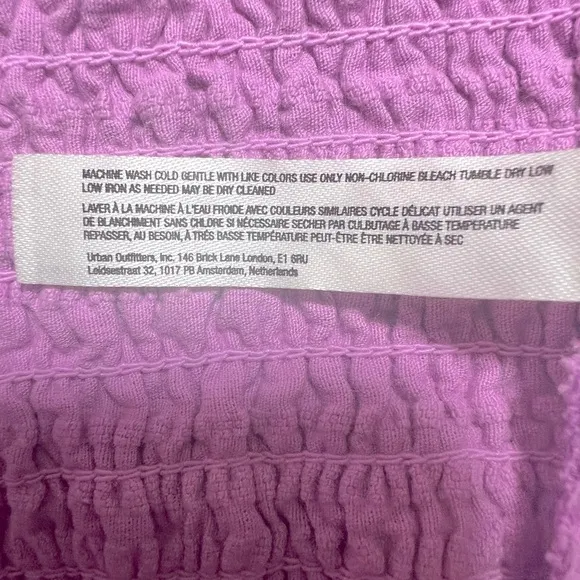 MACHINE WASH COLD GENTLE WITH LIKE COLORS USE ONLY NON-CHLORINE BLEACH TUMBLE DRY LOW
LOW IRON AS NEEDED MAY BE DRY CLEANED
LAVER À LA MACHINE À L'EAU FROIDE AVEC COULEURS SIMILAIRES CYCLE DÉLICAT UTILISER UN AGENT
DE BLANCHIMENT SANS CHLORE SI NÉCESSAIRE SECHER PAR CULBUTAGE À BASSE TEMPERATURE
REPASSER, AU BESOIN, À TRÉS BASSE TEMPÉRATURE PEUT-ÊTRE ÊTRE NETTOYÉE À SEC
Urban Outfitters, Inc. 146 Brick Lane London, E1 6RU
Leidsestraat 32, 1017 PB Amsterdam, Netherlands